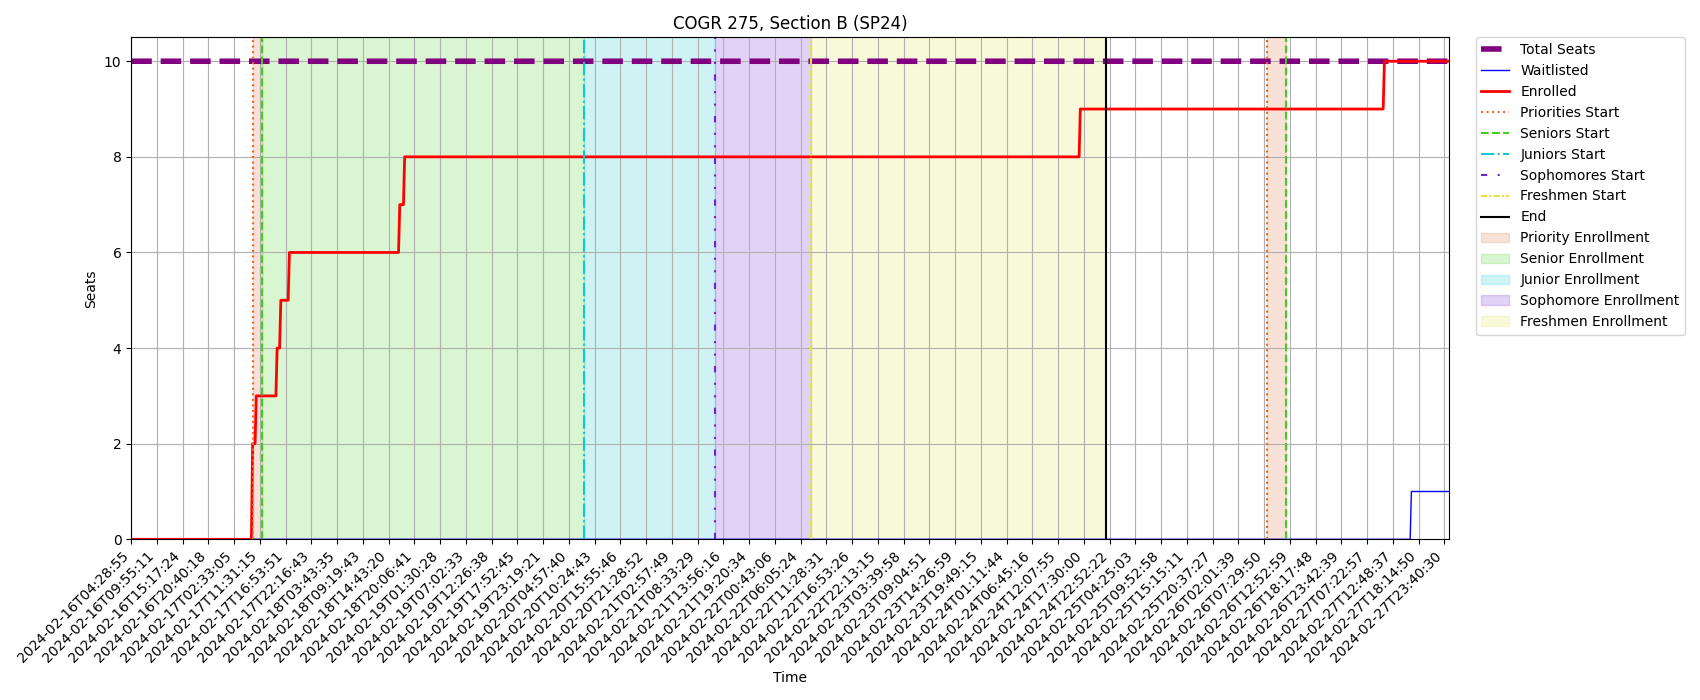 COGR 275, Section B (SP24)
Seats
10
8
6
4
2
0
2024-02-16T04:28:55
2024-02-16T09:55:11
2024-02-16T15:17:24
2024-02-16T20:40:18
2024-02-17T02:33:05
2024-02-17T11:31:15
2024-02-17T16:53:51
2024-02-17T22:16:43
2024-02-18T03:43:35
2024-02-18T09:19:43
2024-02-18T14:43:20
2024-02-18T20:06:41
2024-02-19T01:30:28
2024-02-19T07:02:33
2024-02-19T12:26:38
2024-02-19T17:52:45
2024-02-19T23:19:21
2024-02-20T04:57:40
2024-02-20T10:24:43
2024-02-20T15:55:46
2024-02-20T21:28:52
2024-02-21T02:57:49
2024-02-21T08:33:29
2024-02-21T13:56:16
2024-02-21T19:20:34
2024-02-22T00:43:06
2024-02-22T06:05:24
2024-02-22T11:28:31
2024-02-22T16:53:26
2024-02-22T22:13:15
2024-02-23T03:39:58
2024-02-23T09:04:51
2024-02-23T14:26:59
2024-02-23T19:49:15
2024-02-24T01:11:44
2024-02-24T06:45:16
2024-02-24T12:07:55
2024-02-24T17:30:00
2024-02-24T22:52:22
2024-02-25T04:25:03
2024-02-25T09:52:58
2024-02-25T15:15:11
2024-02-25T20:37:27
2024-02-26T02:01:39
2024-02-26T07:29:50
2024-02-26T12:52:59
2024-02-26T18:17:48
2024-02-26T23:42:39
2024-02-27T07:22:57
2024-02-27T12:48:37
2024-02-27T18:14:50
2024-02-27T23:40:30
Time
Total Seats
Waitlisted
Enrolled
Priorities Start
Seniors Start
Juniors Start
Sophomores Start
Freshmen Start
End
Priority Enrollment
Senior Enrollment
Junior Enrollment
Sophomore Enrollment
Freshmen Enrollment